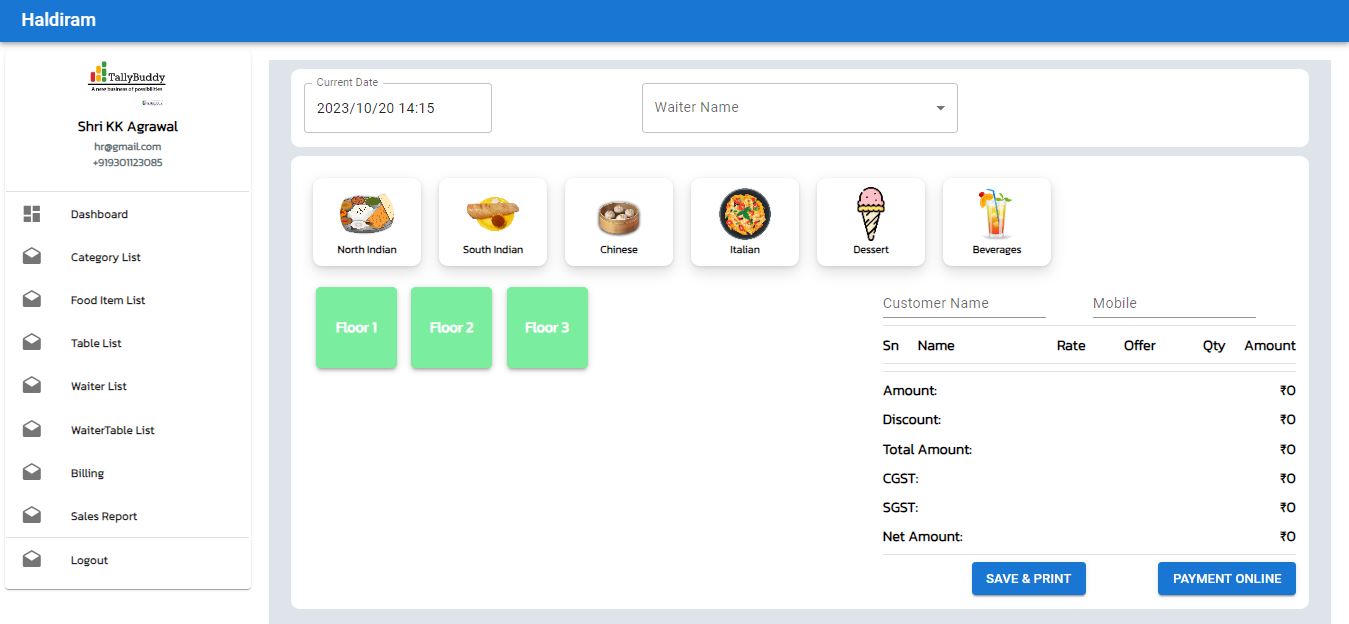 Haldiram
TallyBuddy
A new business of possibilities
Shri KK Agrawal
hr@gmail.com
+919301123085
Dashboard
Category List
Food Item List
Table List
Waiter List
WaiterTable List
Billing
Sales Report
Logout
Current Date
2023/10/20 14:15
Waiter Name
North Indian
South Indian
Chinese
Italian
Dessert
Beverages
Floor 1
Floor 2
Floor 3
Customer Name Mobile
Sn Name Rate Offer Qty Amount
Amount: ₹0
Discount: ₹0
Total Amount: ₹0
CGST: ₹0
SGST: ₹0
Net Amount: ₹0
SAVE & PRINT PAYMENT ONLINE